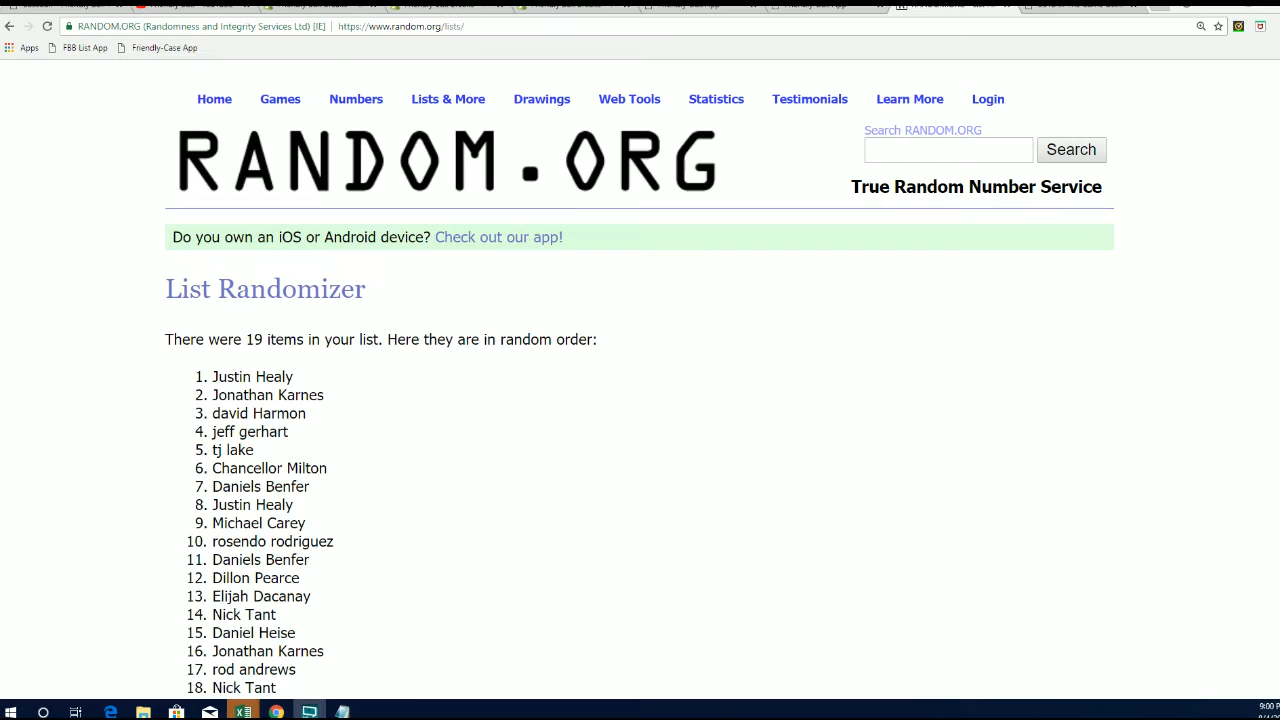 RANDOM.ORG (Randomness and Integrity Services Ltd) [IE] https://www.random.org/lists/
Apps FBB List App Friendly-Case App
Home Games Numbers Lists & More Drawings Web Tools Statistics Testimonials Learn More Login
RANDOM.ORG
Search RANDOM.ORG
Search
True Random Number Service
Do you own an iOS or Android device? Check out our app!
List Randomizer
There were 19 items in your list. Here they are in random order:
1. Justin Healy
2. Jonathan Karnes
3. david Harmon
4. jeff gerhart
5. tj lake
6. Chancellor Milton
7. Daniels Benfer
8. Justin Healy
9. Michael Carey
10. rosendo rodriguez
11. Daniels Benfer
12. Dillon Pearce
13. Elijah Dacanay
14. Nick Tant
15. Daniel Heise
16. Jonathan Karnes
17. rod andrews
18. Nick Tant
9:00 P